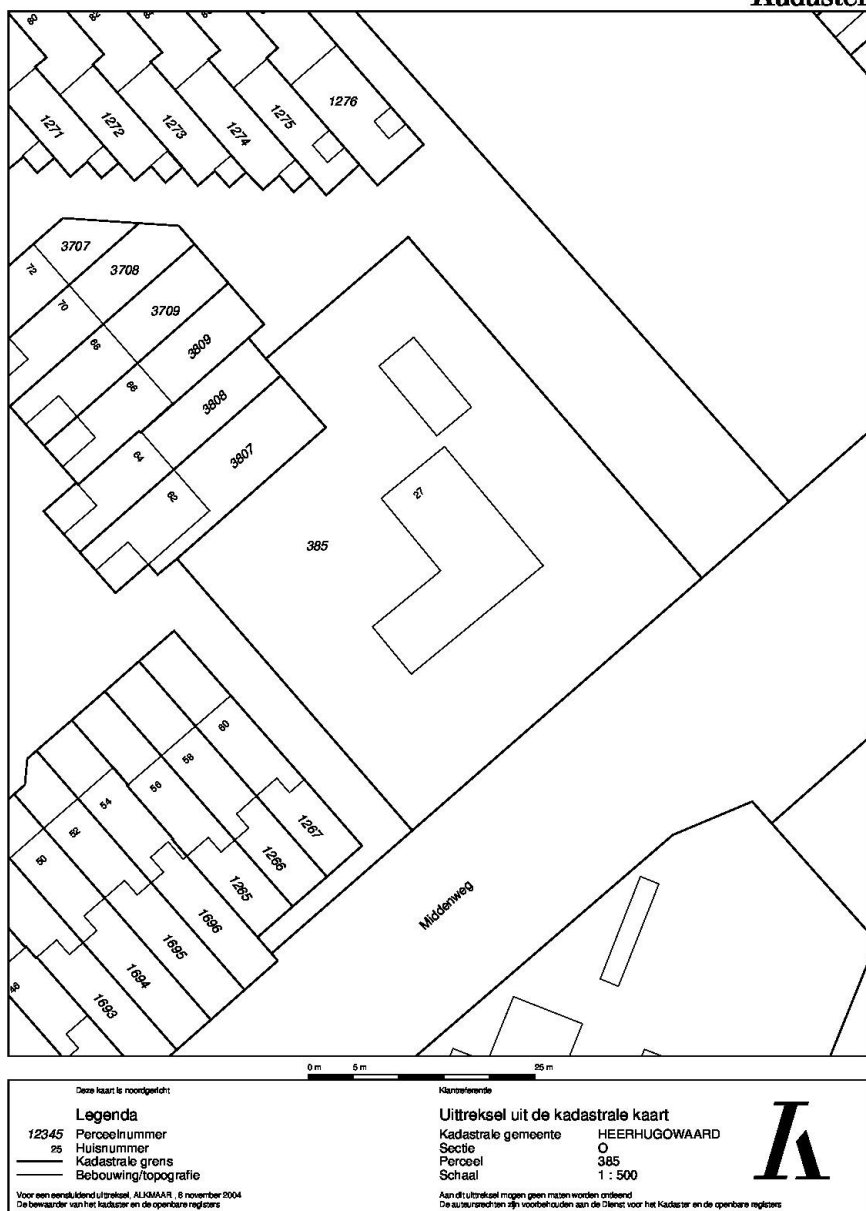 Kadaster
80
82
84
1276
1275
1274
1273
1272
1271
3707
72
3708
70
3709
68
3809
66
3808
64
3807
62
27
385
60
58
56
54
52
50
1267
1266
1265
1696
1695
1694
1693
48
Middenweg
0 m 5 m 25 m
Deze kaart is noordgericht
Legenda
12345 Perceelnummer
25 Huisnummer
Kadastrale grens
Bebouwing/topografie
Voor een eensluidend uittreksel, ALKMAAR , 8 november 2004
De bewaarder van het kadaster en de openbare registers
Klantreferentie
Uittreksel uit de kadastrale kaart
Kadastrale gemeente HEERHUGOWAARD
Sectie O
Perceel 385
Schaal 1 : 500
Aan dit uittreksel mogen geen maten worden ontleend
De auteursrechten zijn voorbehouden aan de Dienst voor het Kadaster en de openbare registers